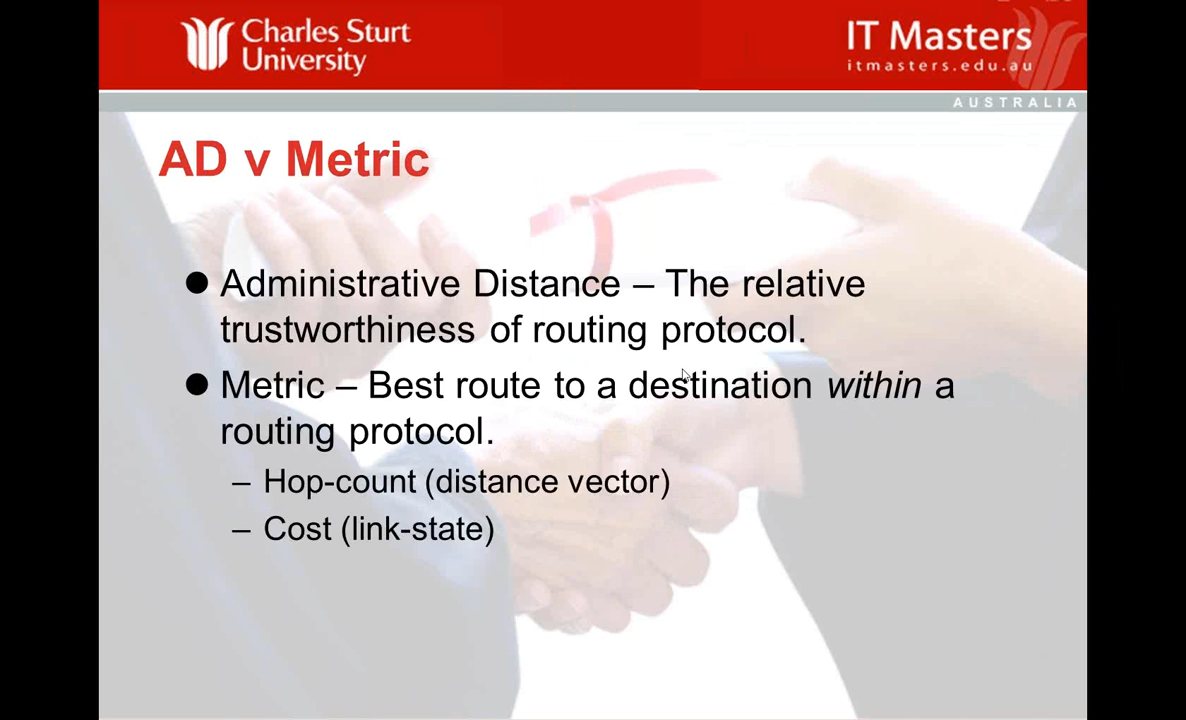 Charles Sturt
University
IT Masters
itmasters.edu.au
AUSTRALIA
AD v Metric
● Administrative Distance – The relative
trustworthiness of routing protocol.
● Metric – Best route to a destination within a
routing protocol.
– Hop-count (distance vector)
– Cost (link-state)